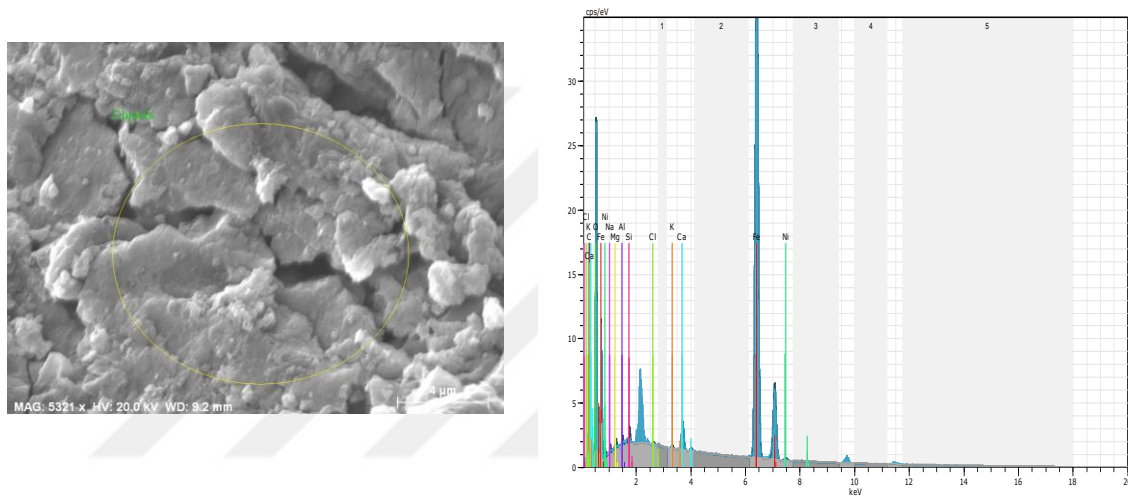 Objects
MAG: 5321 x HV: 20.0 kV WD: 9.2 mm
4 µm
cps/eV
1 2 3 4 5
30
25
20
15
10
5
0
Cl Ni
K O Na Al K
C Fe Mg Si Cl Ca Fe Ni
Ca
2 4 6 8 10 12 14 16 18 20
keV